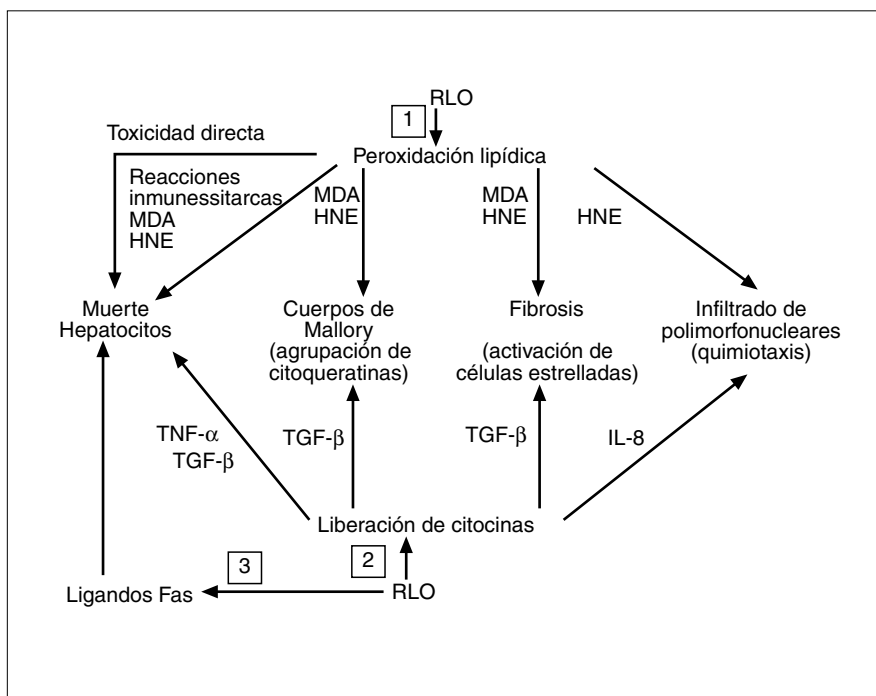 RLO
1
Toxicidad directa
Peroxidación lipídica
Reacciones
inmunessitarcas
MDA
HNE
MDA
HNE
MDA
HNE
HNE
Muerte
Hepatocitos
Cuerpos de
Mallory
(agrupación de
citoqueratinas)
Fibrosis
(activación de
células estrelladas)
Infiltrado de
polimorfonucleares
(quimiotaxis)
TNF-α
TGF-β
TGF-β
TGF-β
IL-8
Liberación de citocinas
3
2
Ligandos Fas
RLO